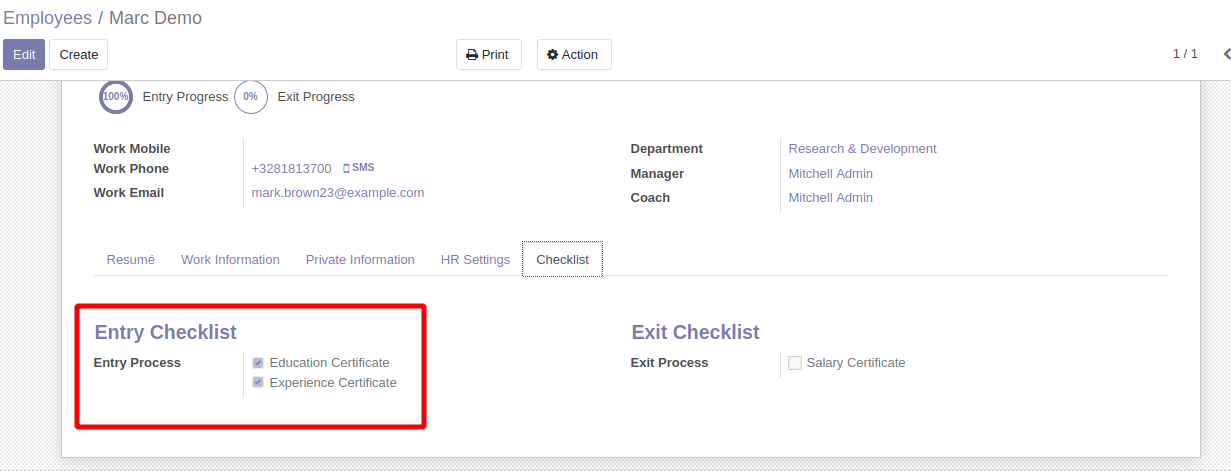 Employees / Marc Demo
Edit Create Print Action 1 / 1
100% Entry Progress 0% Exit Progress
Work Mobile
Work Phone +3281813700 SMS
Work Email mark.brown23@example.com
Department Research & Development
Manager Mitchell Admin
Coach Mitchell Admin
Resumé Work Information Private Information HR Settings Checklist
Entry Checklist
Entry Process Education Certificate
Experience Certificate
Exit Checklist
Exit Process Salary Certificate